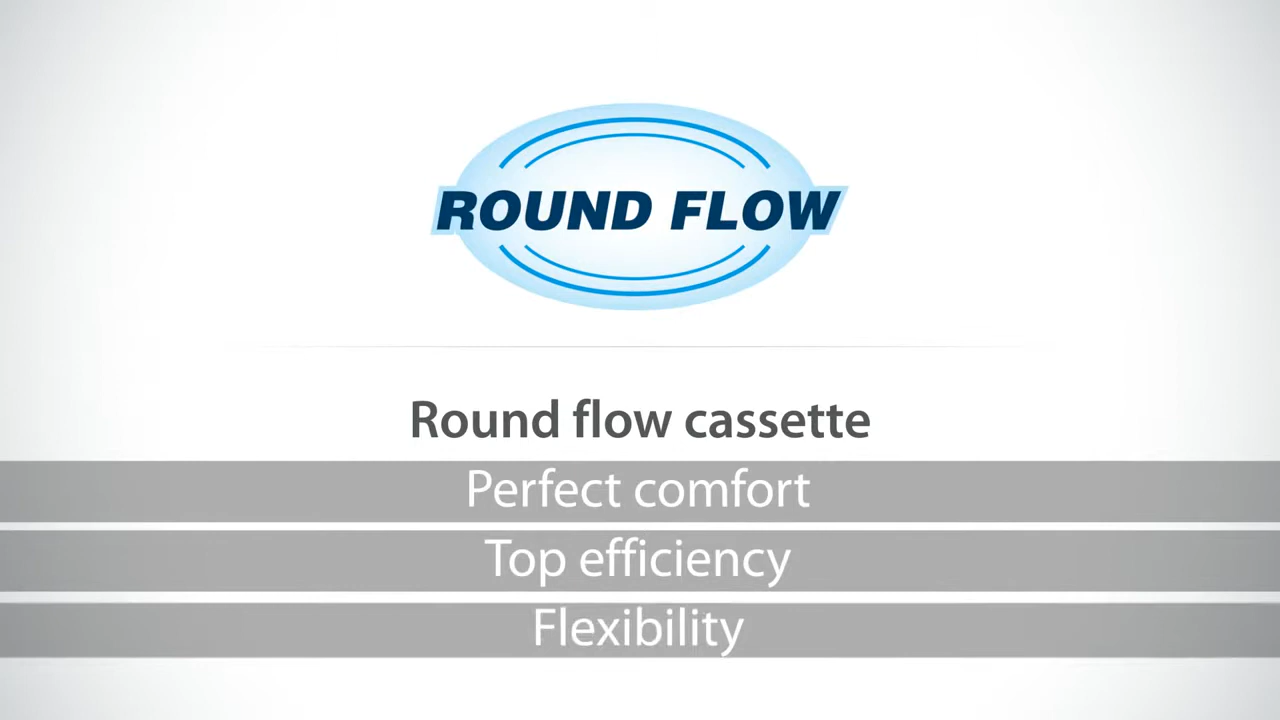 ROUND FLOW
Round flow cassette
Perfect comfort
Top efficiency
Flexibility